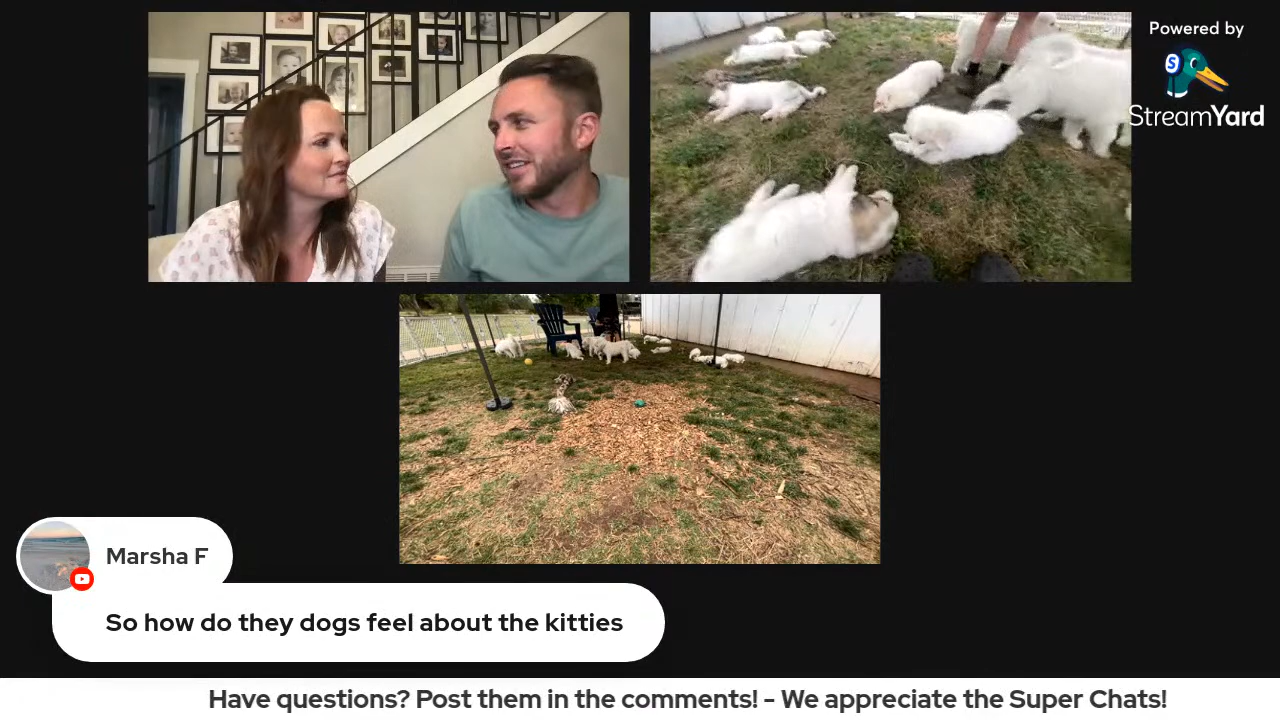 Powered by
S
StreamYard
Marsha F
So how do they dogs feel about the kitties
Have questions? Post them in the comments! - We appreciate the Super Chats!